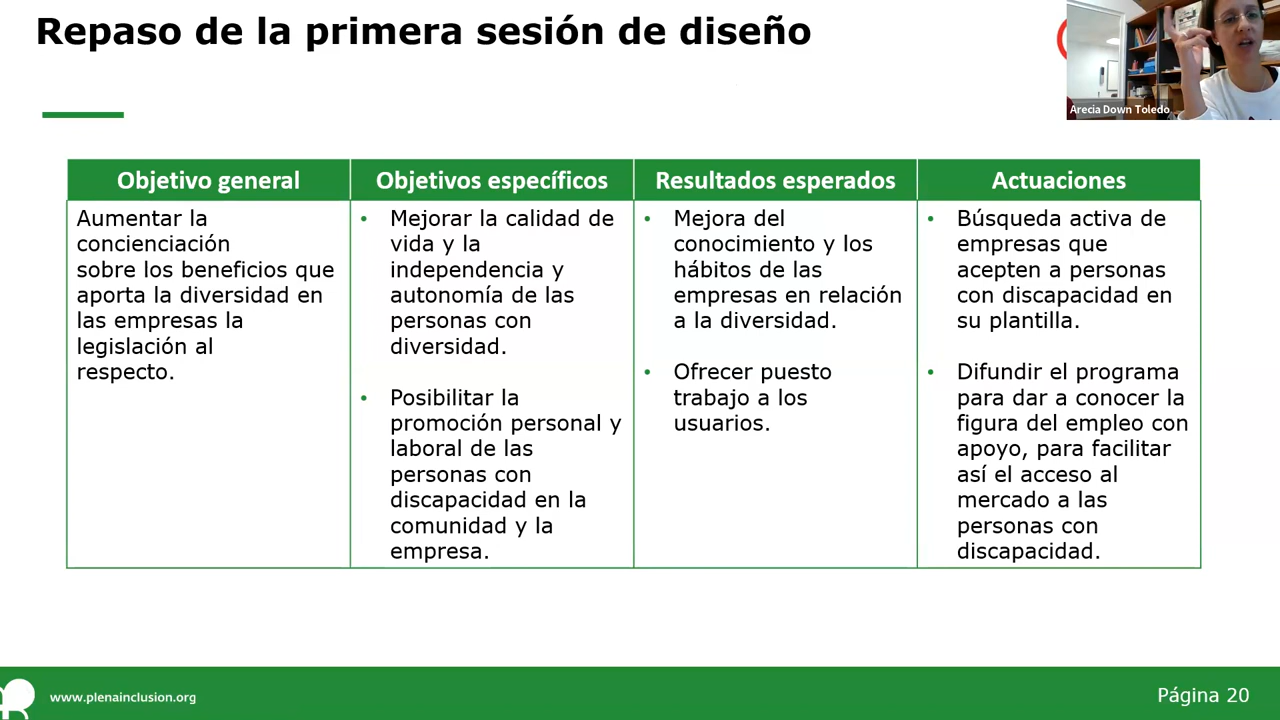 Repaso de la primera sesión de diseño
Arecia Down Toledo
Objetivo general
Aumentar la
concienciación
sobre los beneficios que
aporta la diversidad en
las empresas la
legislación al
respecto.
Objetivos específicos
• Mejorar la calidad de
vida y la
independencia y
autonomía de las
personas con
diversidad.
• Posibilitar la
promoción personal y
laboral de las
personas con
discapacidad en la
comunidad y la
empresa.
Resultados esperados
• Mejora del
conocimiento y los
hábitos de las
empresas en relación
a la diversidad.
• Ofrecer puesto
trabajo a los
usuarios.
Actuaciones
• Búsqueda activa de
empresas que
acepten a personas
con discapacidad en
su plantilla.
• Difundir el programa
para dar a conocer la
figura del empleo con
apoyo, para facilitar
así el acceso al
mercado a las
personas con
discapacidad.
www.plenainclusion.org
Página 20